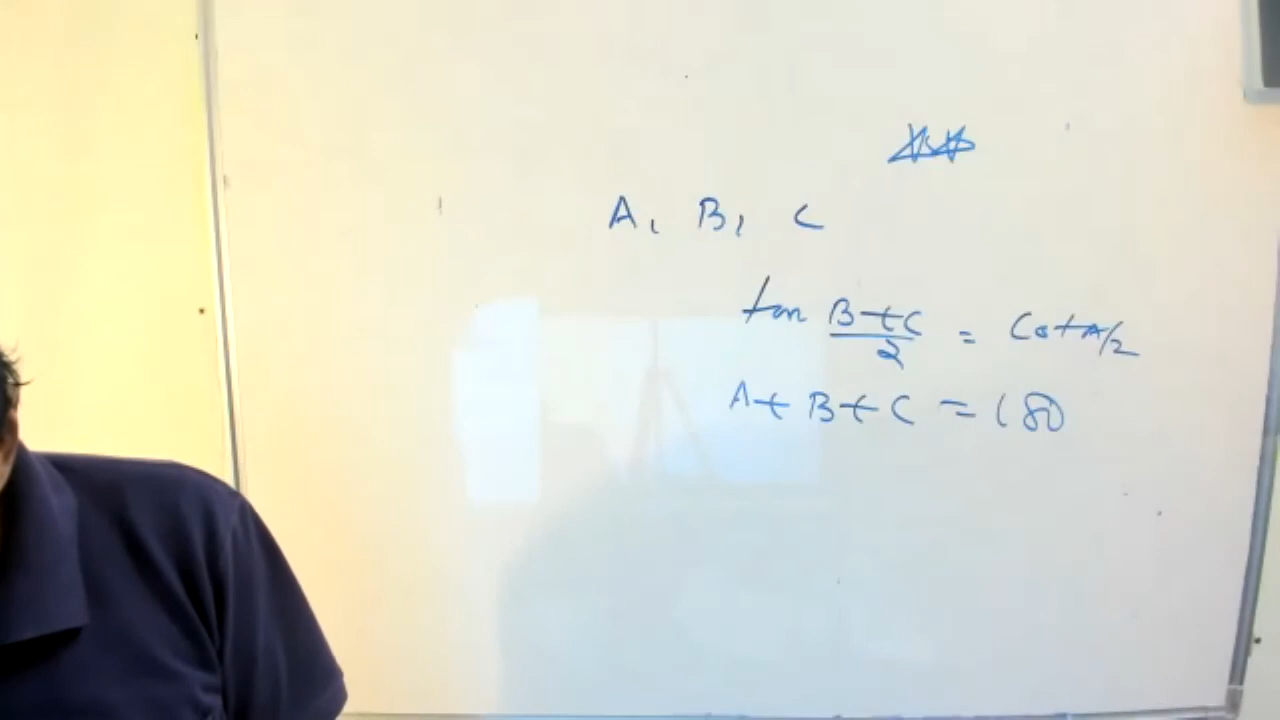 A, B, C
tan B+C/2 = Cot A/2
A+ B+ C = 180